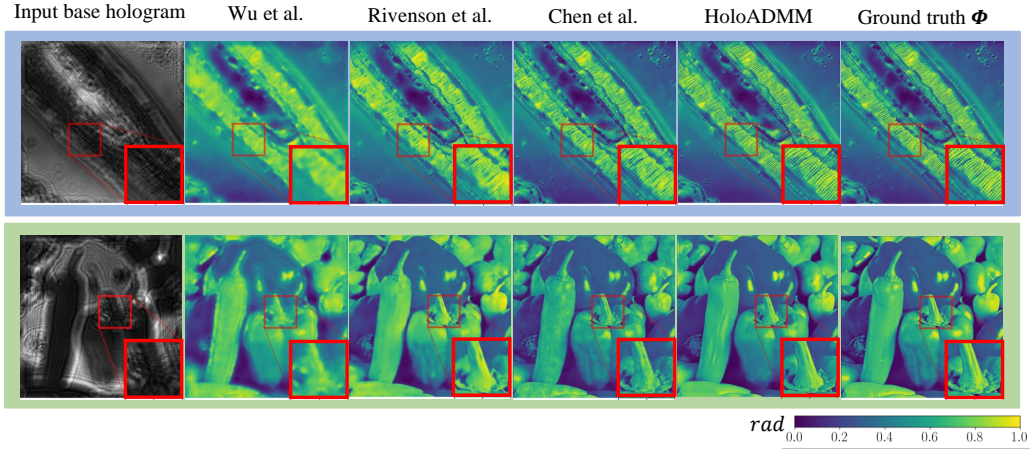 Input base hologram Wu et al. Rivenson et al. Chen et al. HoloADMM Ground truth Φ
rad 0.0 0.2 0.4 0.6 0.8 1.0